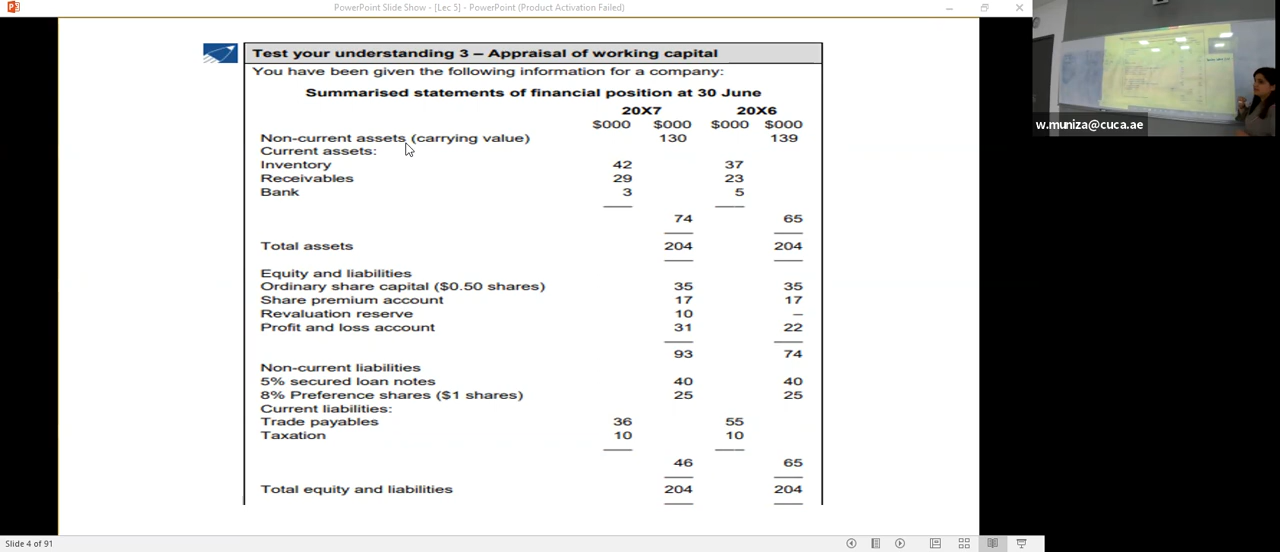 PowerPoint Slide Show - [Lec 3] - PowerPoint (Product Activation Failed)
Test your understanding 3 – Appraisal of working capital
You have been given the following information for a company:
Summarised statements of financial position at 30 June
20X7 20X6
$000 $000 $000 $000
Non-current assets (carrying value) 130 139
Current assets:
Inventory 42 37
Receivables 29 23
Bank 3 5
74 65
Total assets 204 204
Equity and liabilities
Ordinary share capital ($0.50 shares) 35 35
Share premium account 17 17
Revaluation reserve 10 –
Profit and loss account 31 22
93 74
Non-current liabilities
5% secured loan notes 40 40
8% Preference shares ($1 shares) 25 25
Current liabilities:
Trade payables 36 55
Taxation 10 10
46 65
Total equity and liabilities 204 204
w.muniza@cuca.ae
Slide 4 of 91